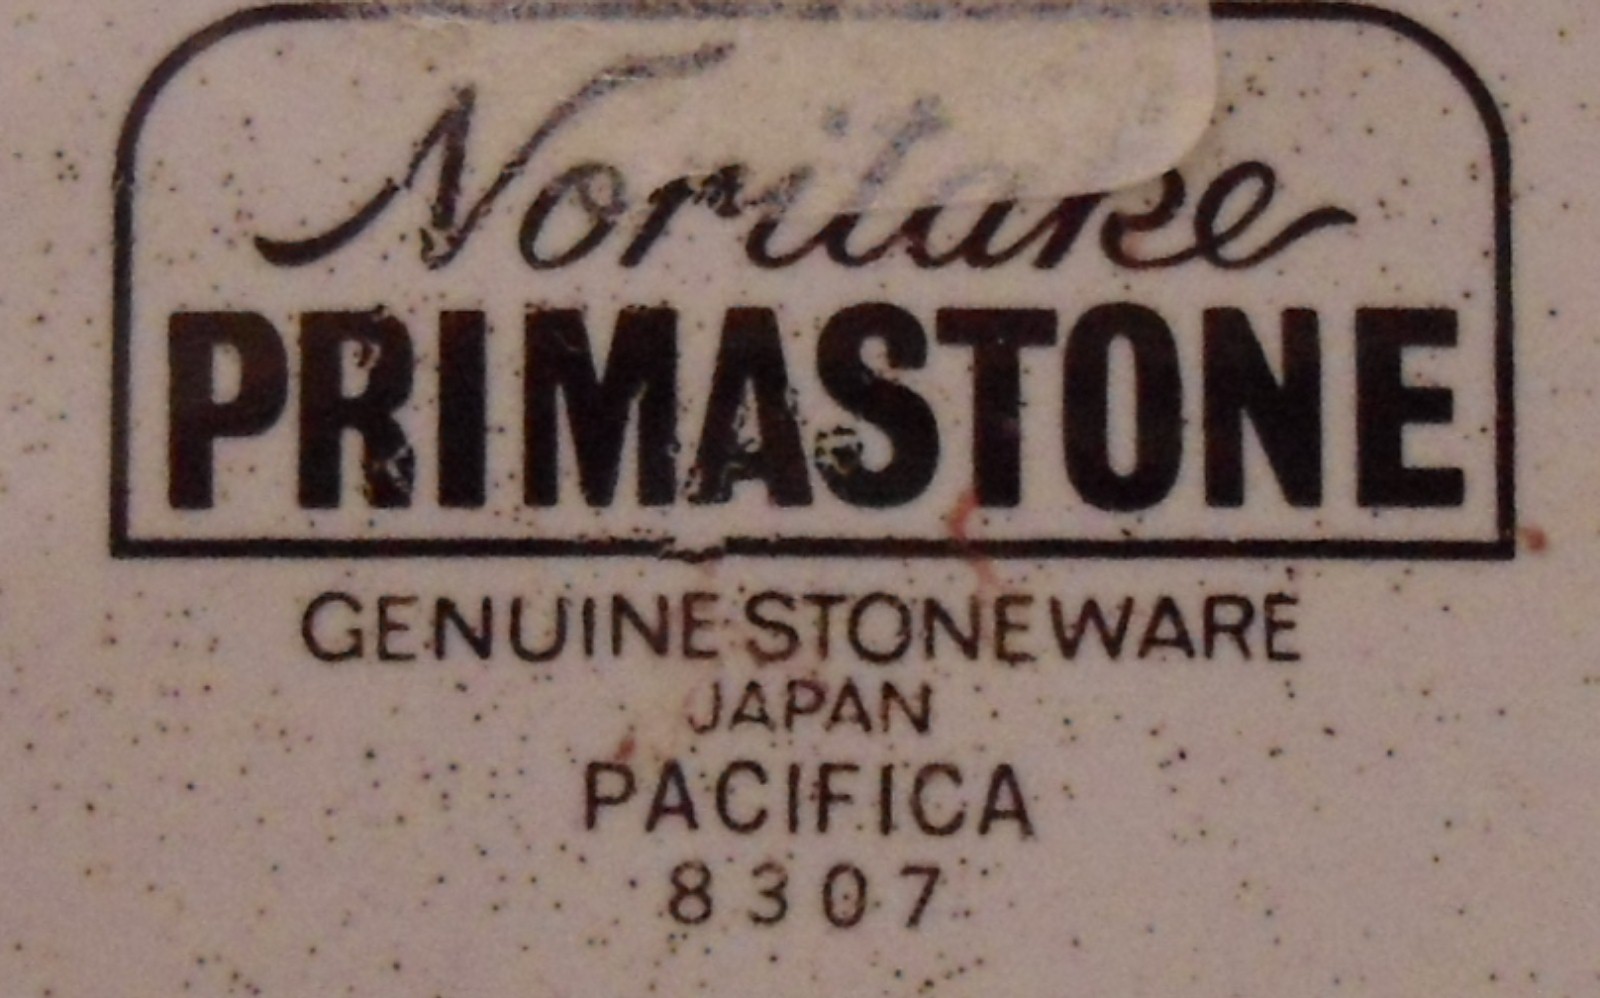 Noritake
PRIMASTONE
GENUINE STONEWARE
JAPAN
PACIFICA
8307